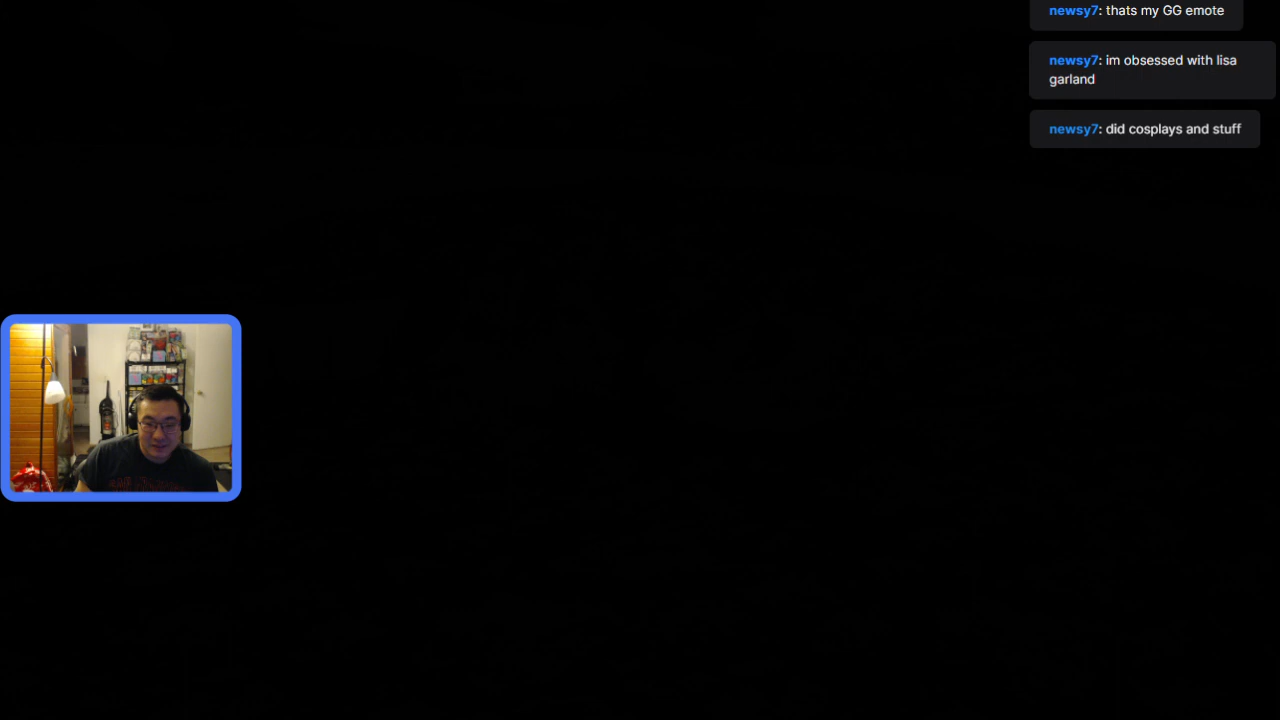 newsy7: thats my GG emote
newsy7: im obsessed with lisa
garland
newsy7: did cosplays and stuff